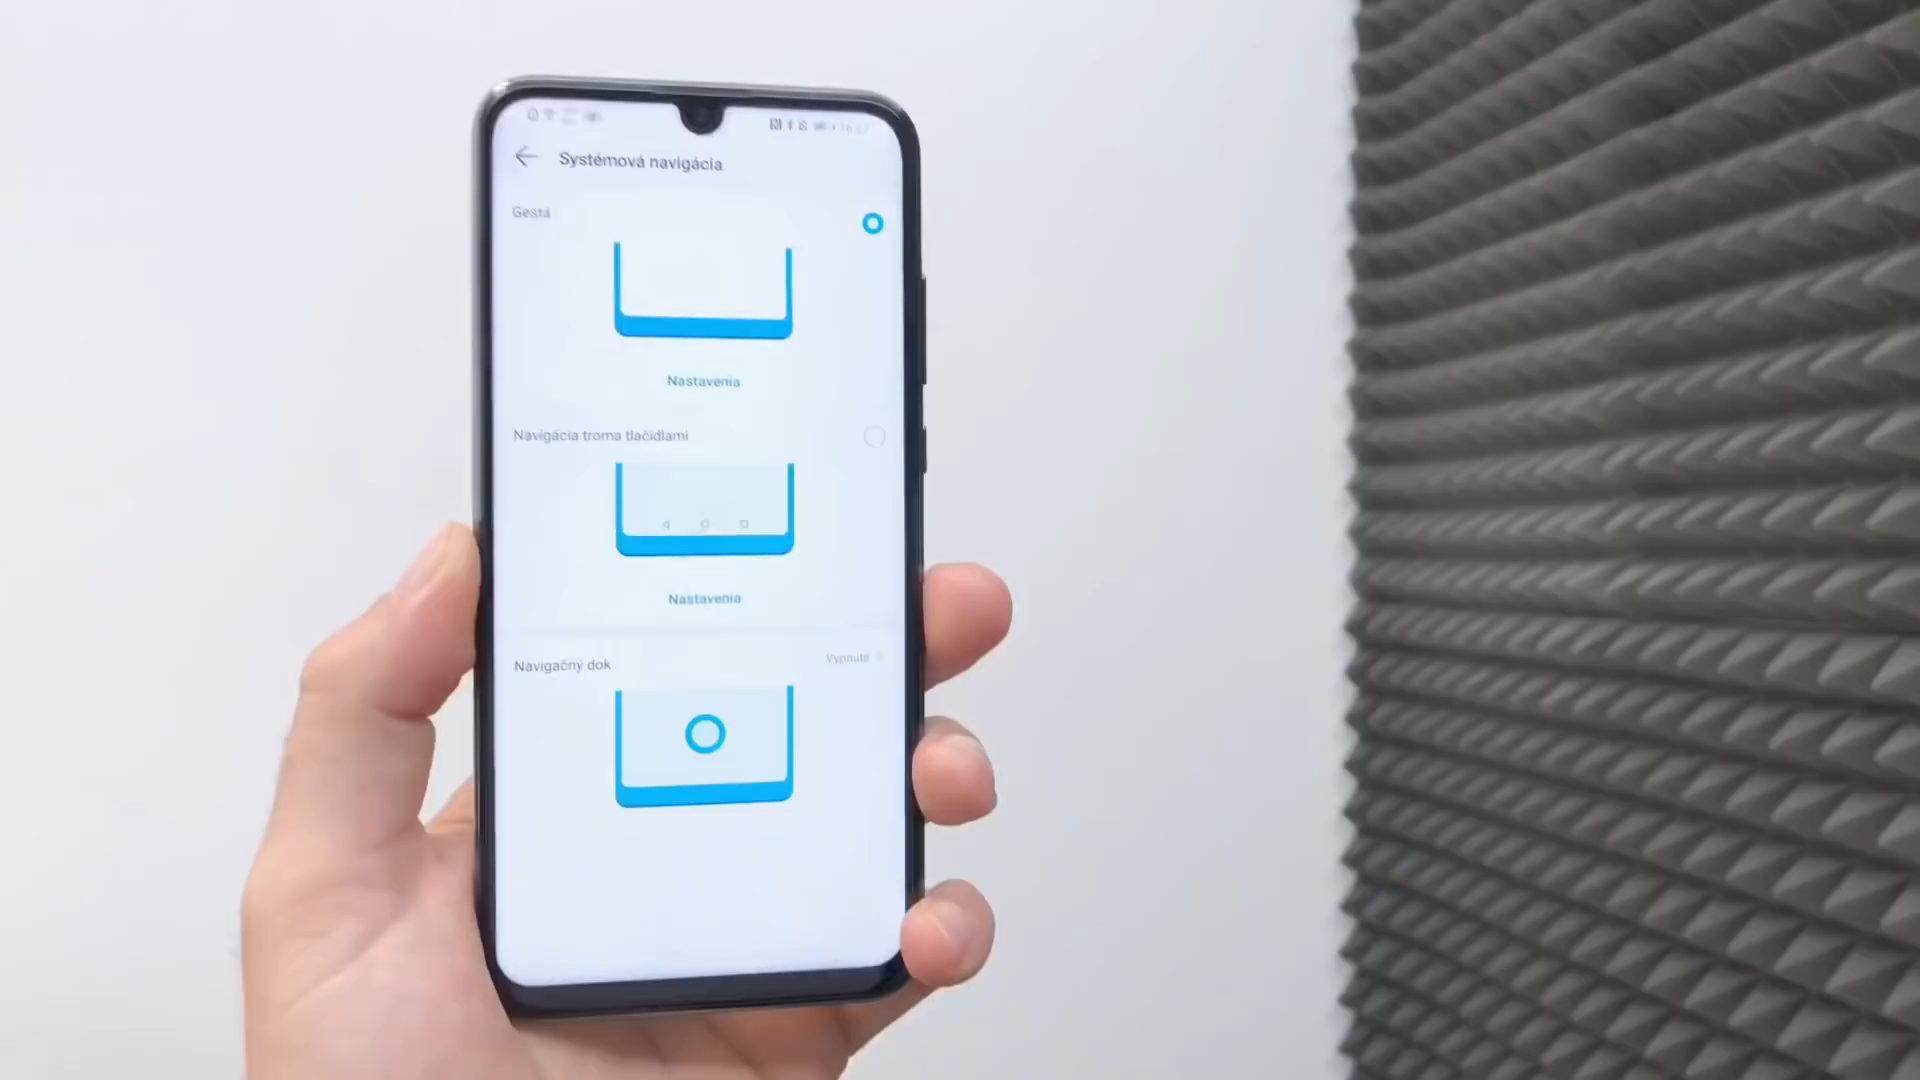 Systémová navigácia
Gestá
Nastavenia
Navigácia troma tlačidlami
Nastavenia
Navigačný dok
Vypnuté